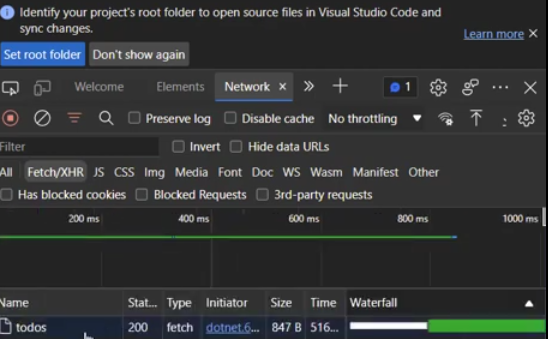 Identify your project's root folder to open source files in Visual Studio Code and
sync changes.
Learn more
Set root folder Don't show again
Welcome Elements Network 1
Preserve log Disable cache No throttling
Filter Invert Hide data URLs
All Fetch/XHR JS CSS Img Media Font Doc WS Wasm Manifest Other
Has blocked cookies Blocked Requests 3rd-party requests
200 ms 400 ms 600 ms 800 ms 1000 ms
Name Stat... Type Initiator Size Time Waterfall
todos 200 fetch dotnet.6... 847 B 516...